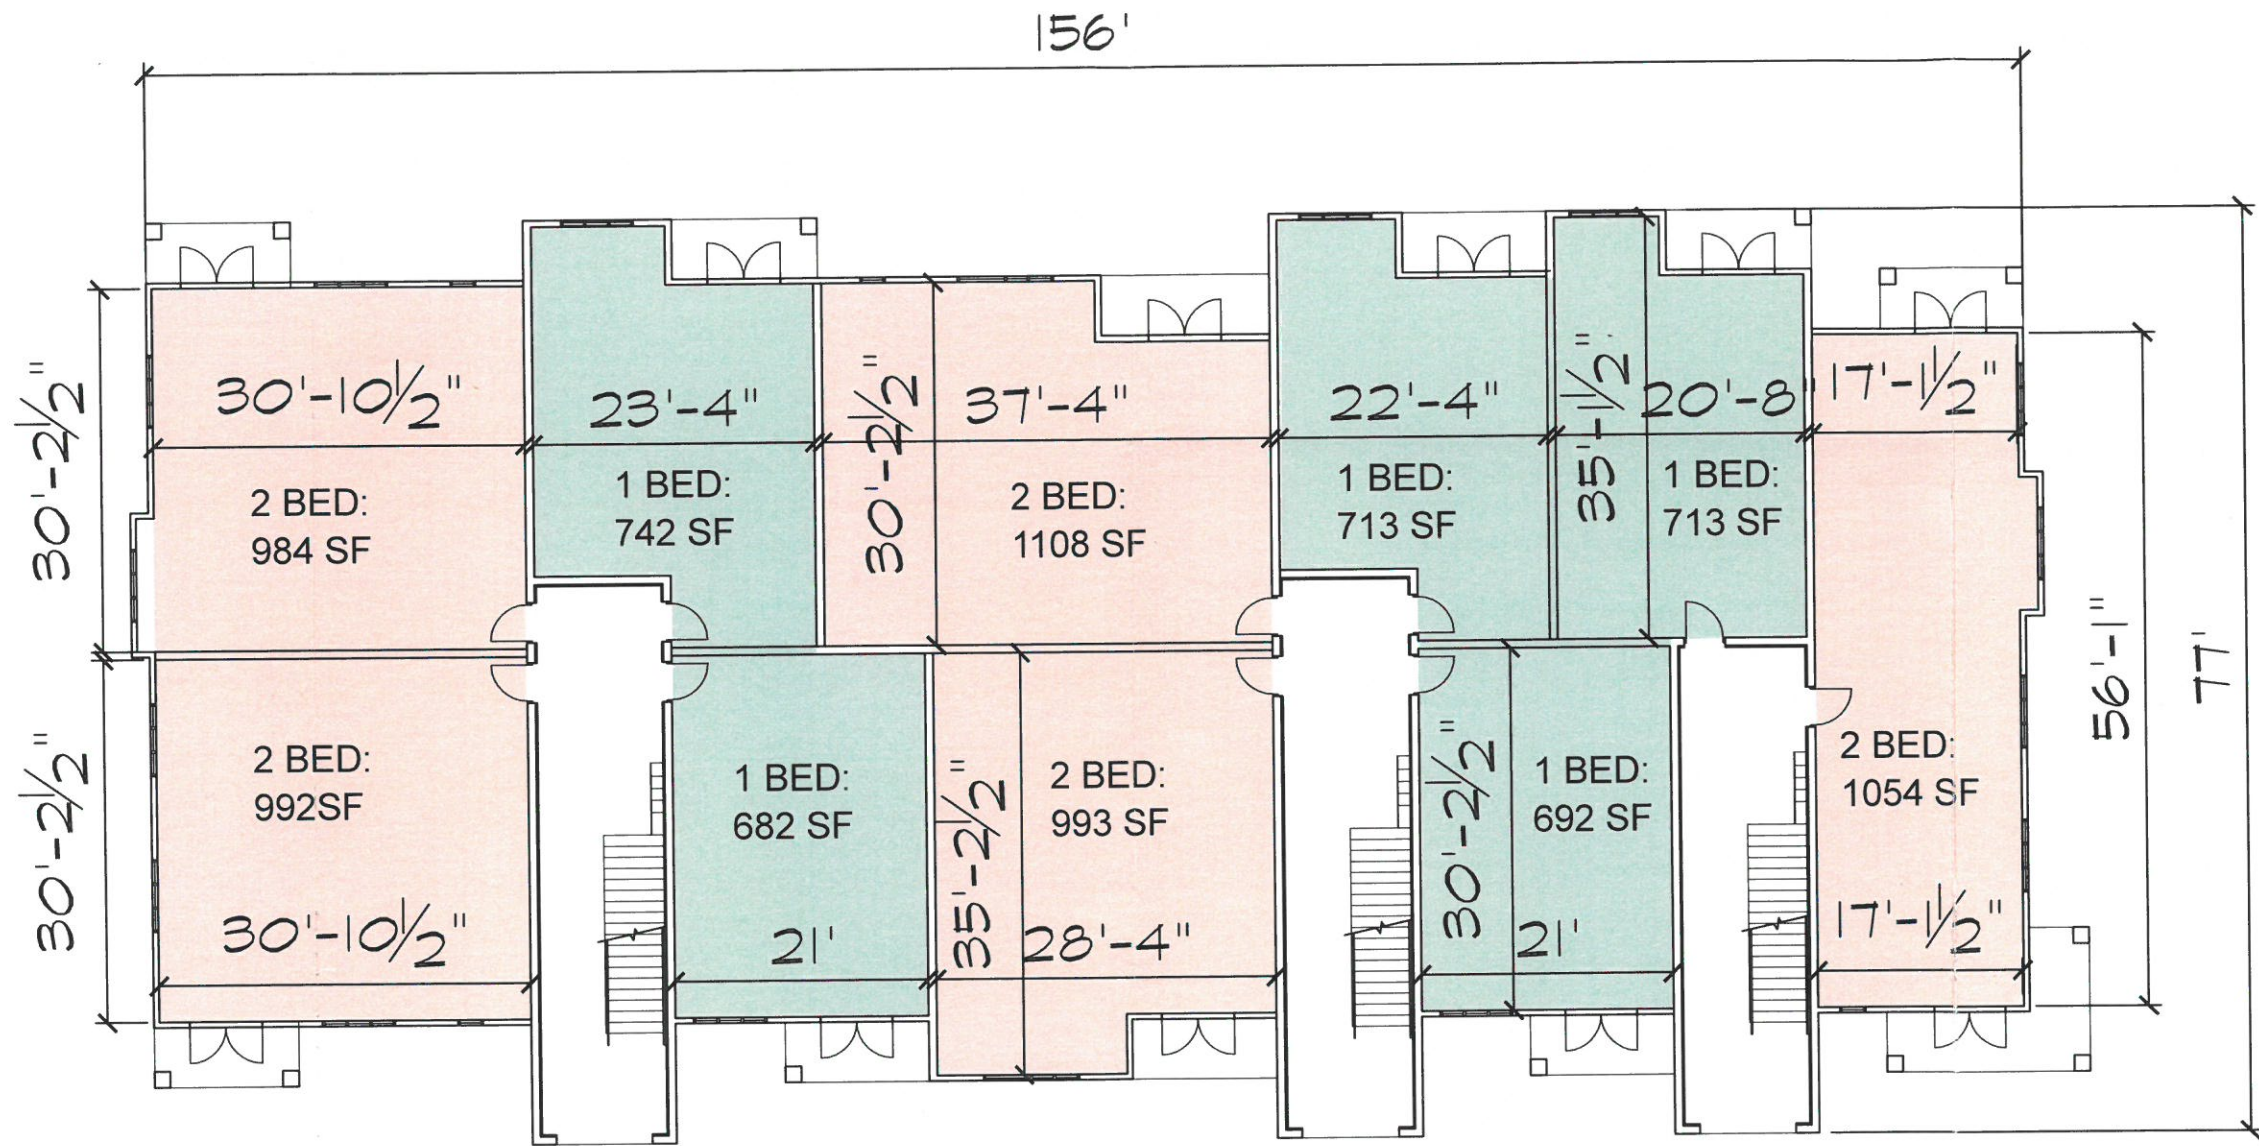 156'
30'-2½"
30'-10½"
2 BED:
984 SF
23'-4"
1 BED:
742 SF
30'-2½"
37'-4"
2 BED:
1108 SF
22'-4"
1 BED:
713 SF
35'-1½"
20'-8"
1 BED:
713 SF
17'-1½"
30'-2½"
2 BED:
992SF
30'-10½"
1 BED:
682 SF
21'
35'-2½"
2 BED:
993 SF
28'-4"
30'-2½"
1 BED:
692 SF
21'
2 BED:
1054 SF
17'-1½"
56'-1"
77'